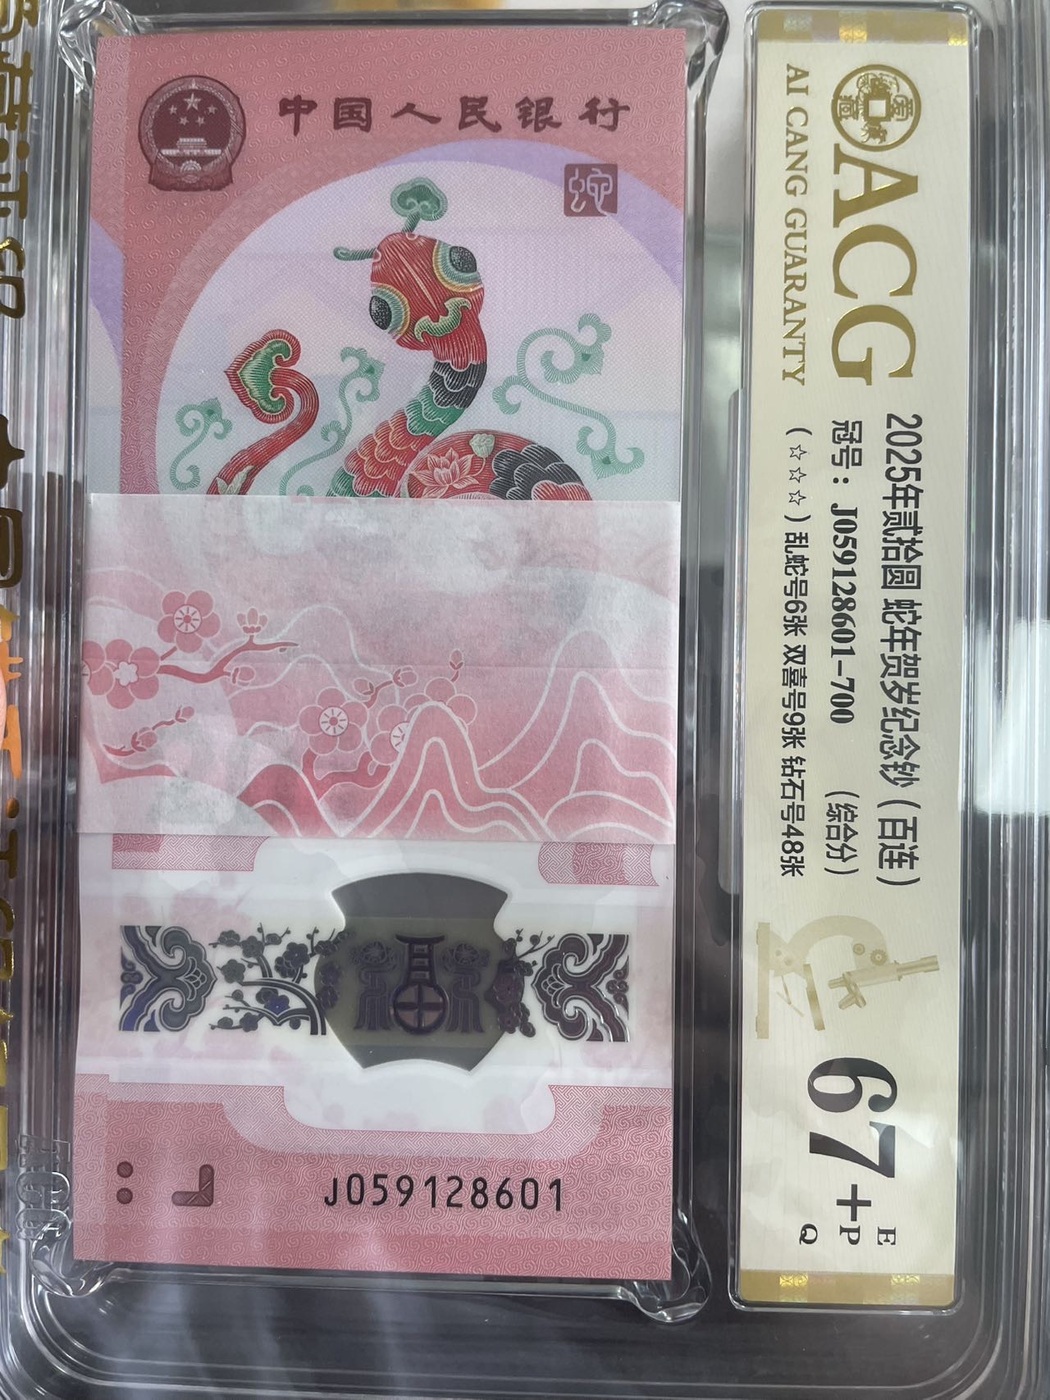 中国人民银行
蛇
J059128601
ACG
AI CANG GUARANTY
2025年贰拾圆 蛇年贺岁纪念钞（百连）
冠号：J059128601-700 （综合分）
（☆☆☆）乱蛇号6张 双喜号9张 钻石号48张
67+
E
P
Q